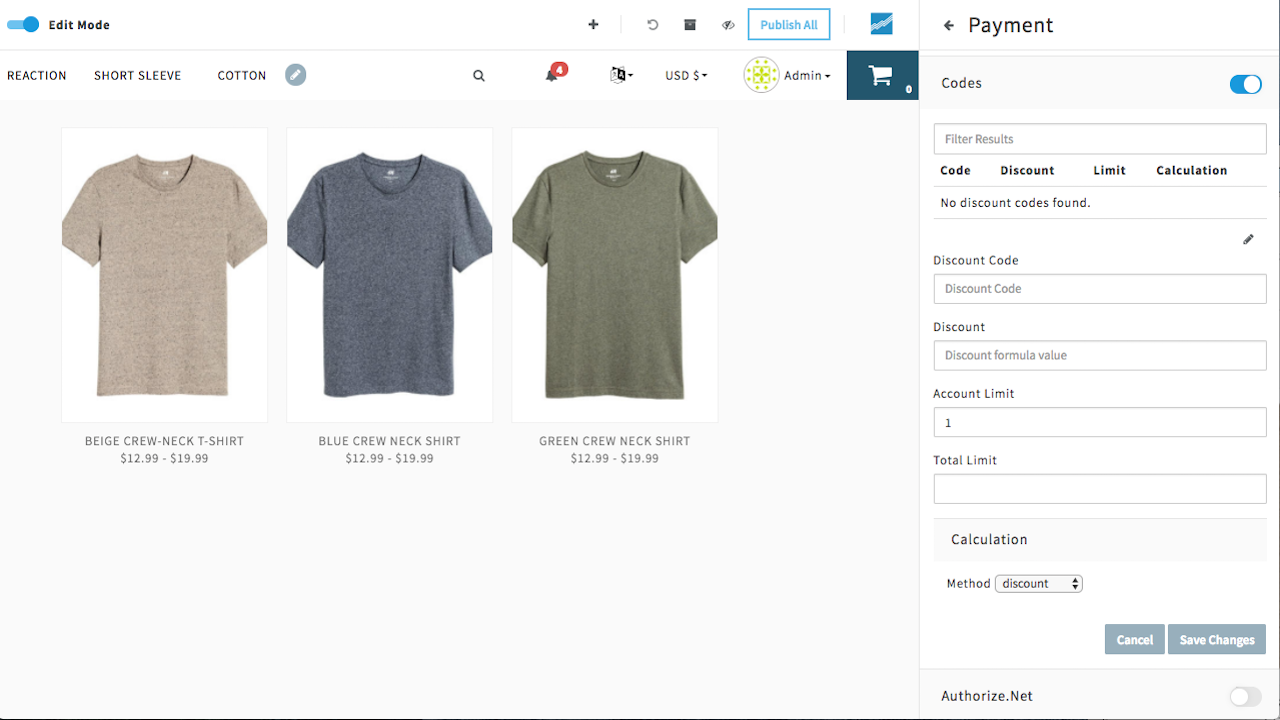 Edit Mode
Publish All
REACTION SHORT SLEEVE COTTON
4
USD $
Admin
0
BEIGE CREW-NECK T-SHIRT
$12.99 - $19.99
BLUE CREW NECK SHIRT
$12.99 - $19.99
GREEN CREW NECK SHIRT
$12.99 - $19.99
Payment
Codes
Filter Results
Code Discount Limit Calculation
No discount codes found.
Discount Code
Discount Code
Discount
Discount formula value
Account Limit
1
Total Limit
Calculation
Method discount
Cancel Save Changes
Authorize.Net